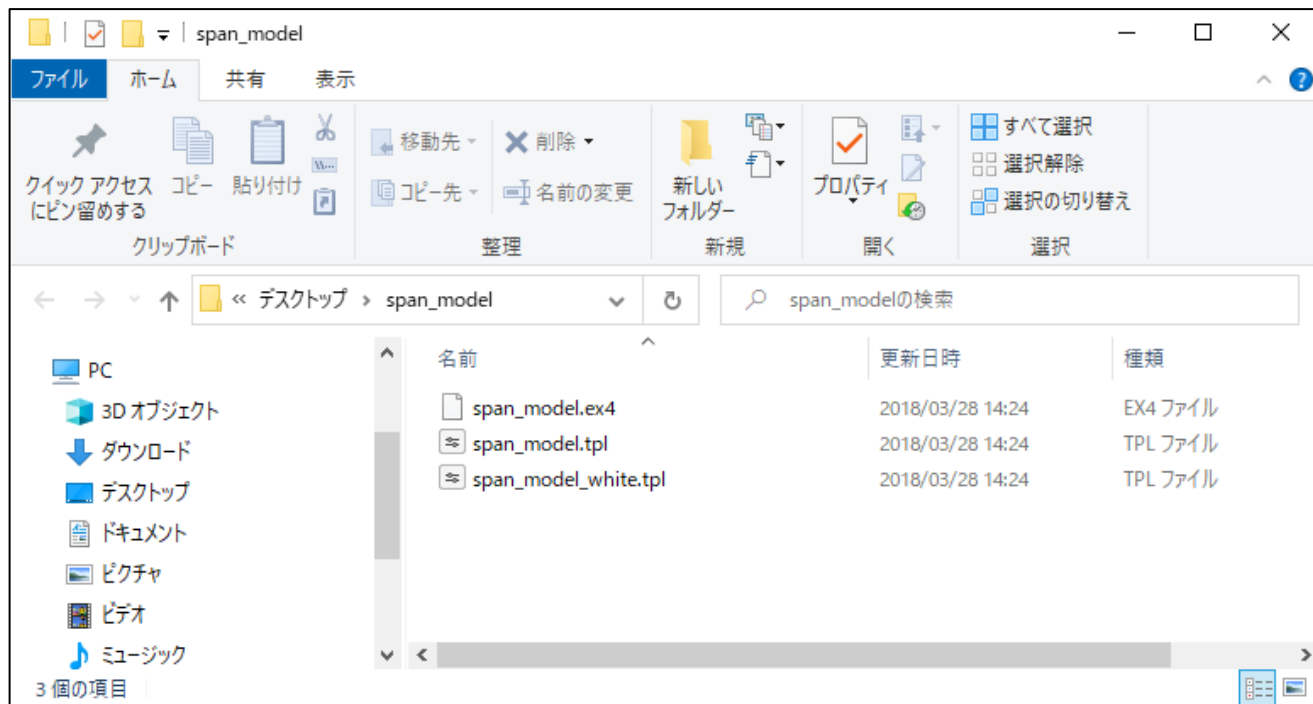 span_model
ファイル ホーム 共有 表示
クイック アクセス
にピン留めする
コピー
貼り付け
クリップボード
移動先
コピー先
削除
名前の変更
整理
新しい
フォルダー
新規
プロパティ
開く
すべて選択
選択解除
選択の切り替え
選択
« デスクトップ › span_model
span_modelの検索
PC
3D オブジェクト
ダウンロード
デスクトップ
ドキュメント
ピクチャ
ビデオ
ミュージック
名前 更新日時 種類
span_model.ex4 2018/03/28 14:24 EX4 ファイル
span_model.tpl 2018/03/28 14:24 TPL ファイル
span_model_white.tpl 2018/03/28 14:24 TPL ファイル
3 個の項目